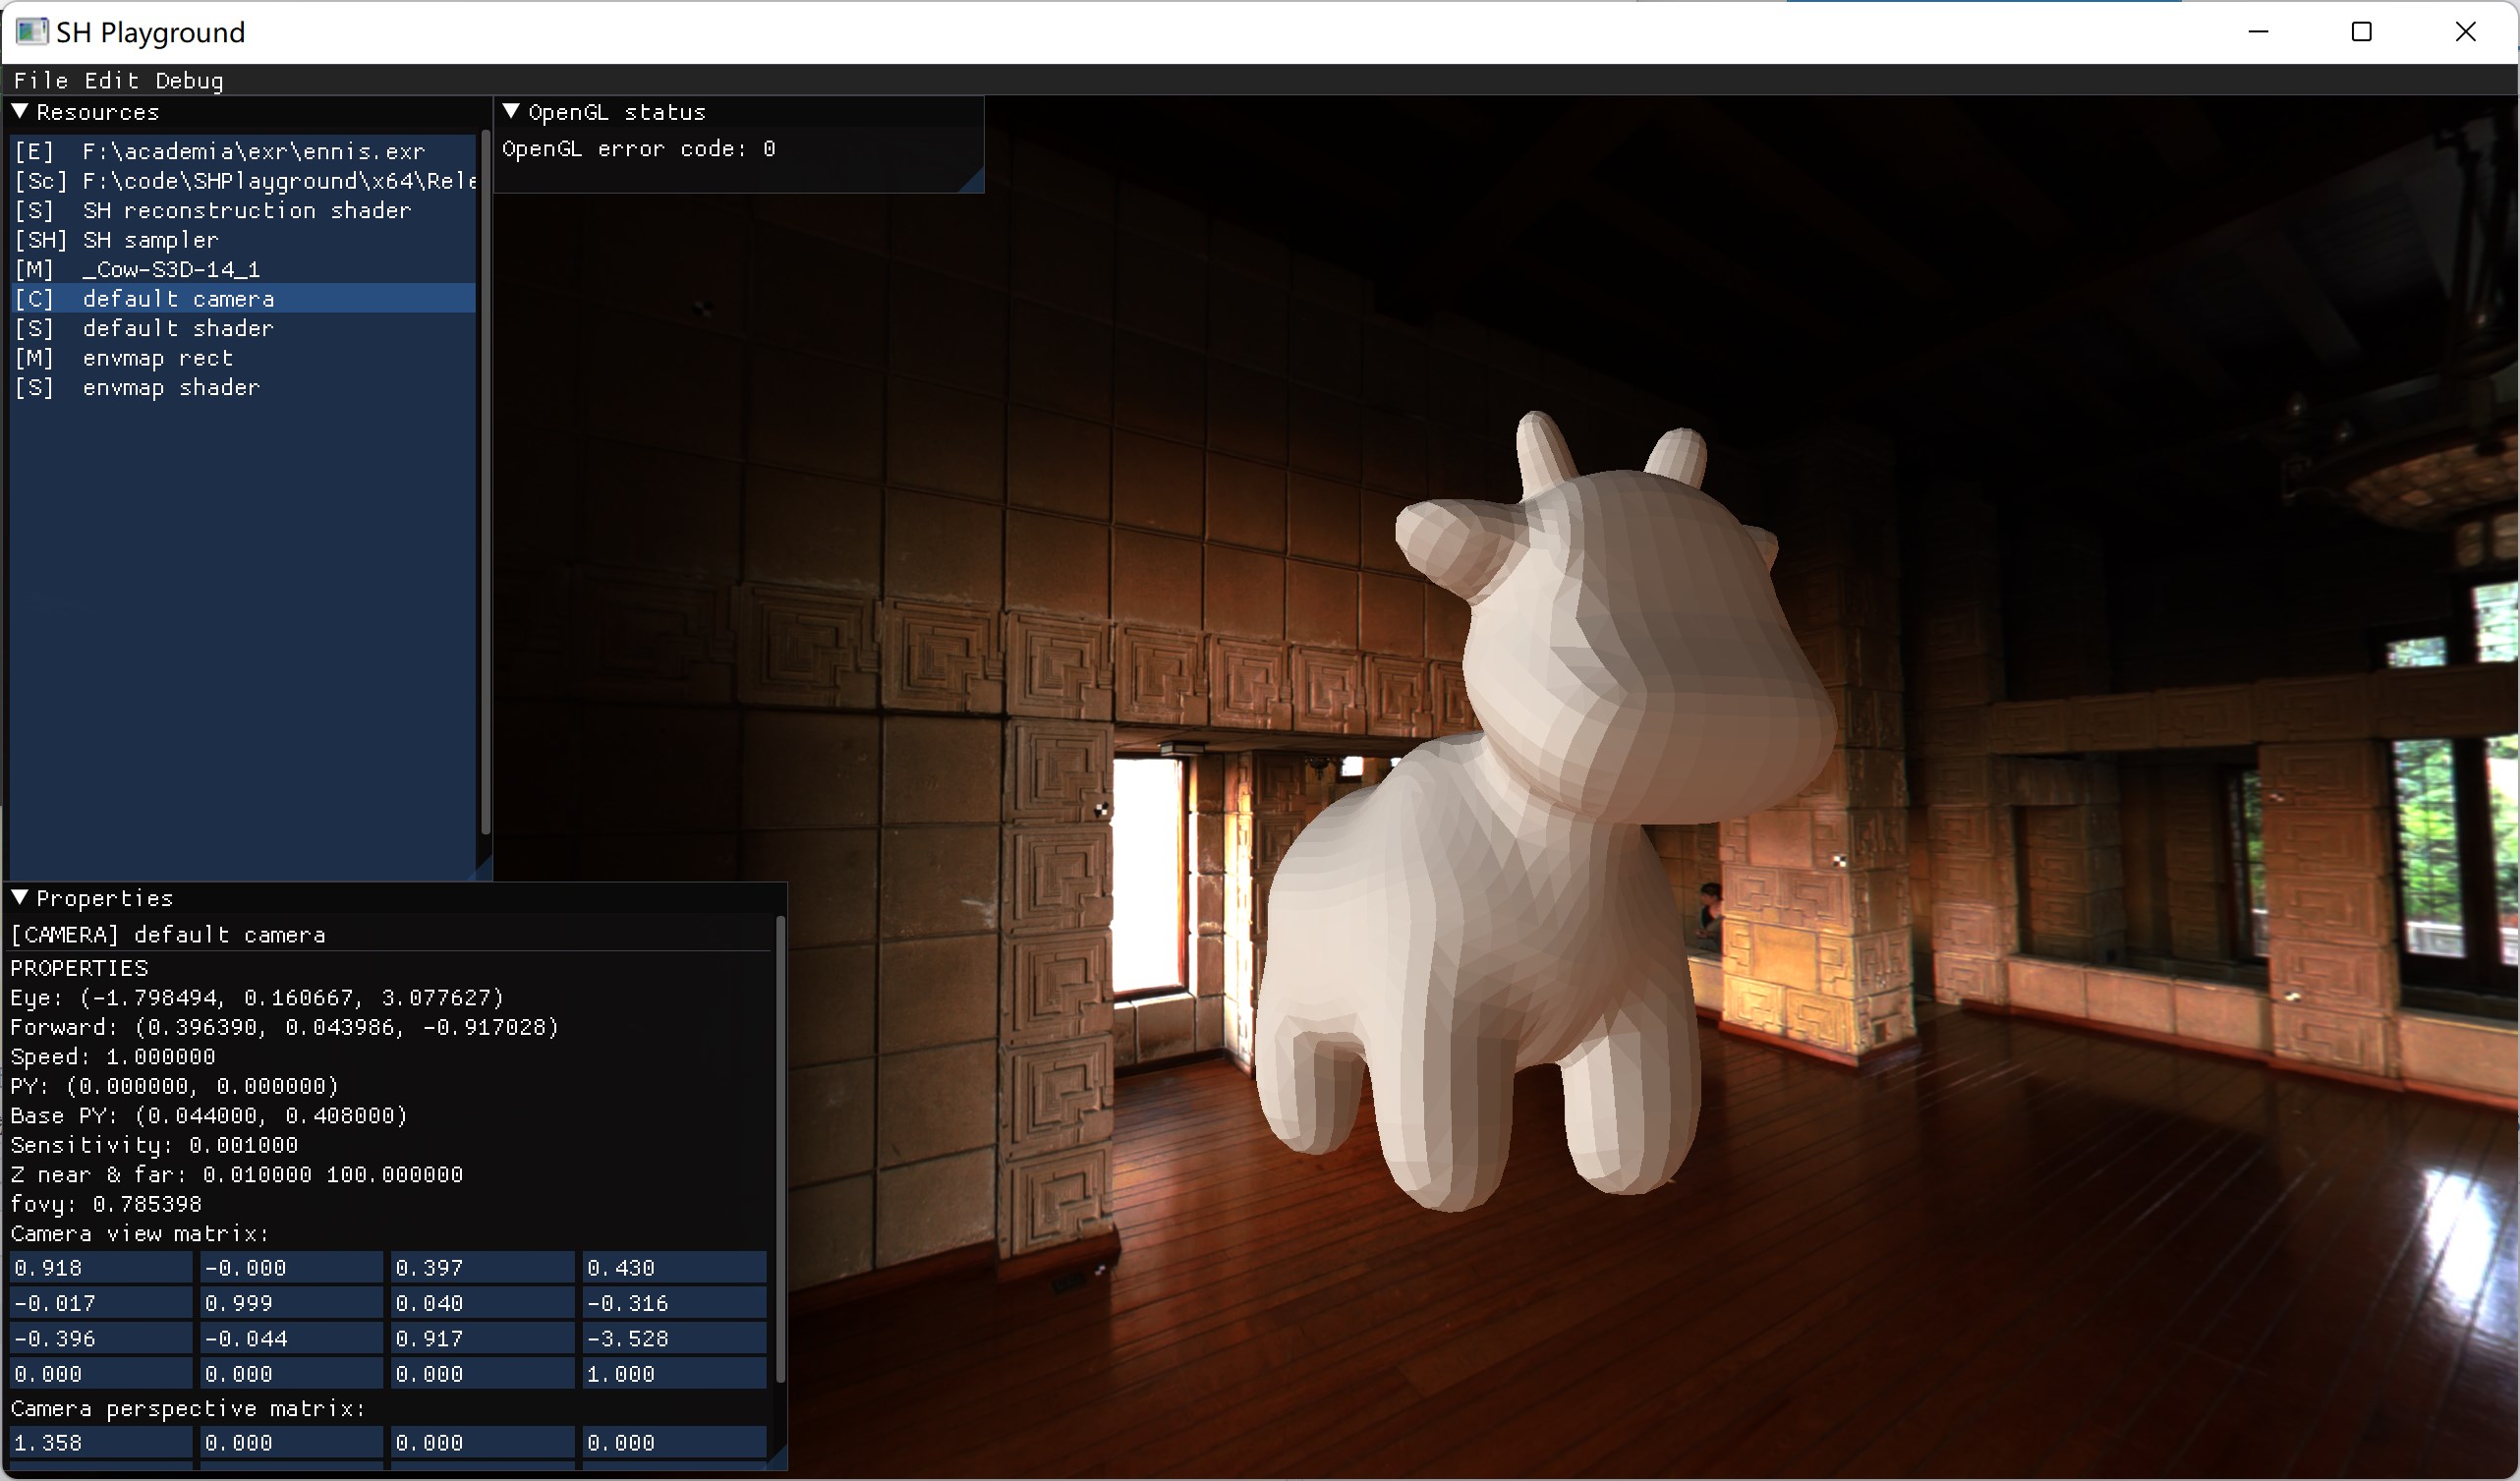 SH Playground
File Edit Debug
Resources
[E] F:\academia\exr\ennis.exr
[Sc] F:\code\SHPlayground\x64\Rele
[S] SH reconstruction shader
[SH] SH sampler
[M] _Cow-S3D-14_1
[C] default camera
[S] default shader
[M] envmap rect
[S] envmap shader
OpenGL status
OpenGL error code: 0
Properties
[CAMERA] default camera
PROPERTIES
Eye: (-1.798494, 0.160667, 3.077627)
Forward: (0.396390, 0.043986, -0.917028)
Speed: 1.000000
PY: (0.000000, 0.000000)
Base PY: (0.044000, 0.408000)
Sensitivity: 0.001000
Z near & far: 0.010000 100.000000
fovy: 0.785398
Camera view matrix:
0.918 -0.000 0.397 0.430
-0.017 0.999 0.040 -0.316
-0.396 -0.044 0.917 -3.528
0.000 0.000 0.000 1.000
Camera perspective matrix:
1.358 0.000 0.000 0.000